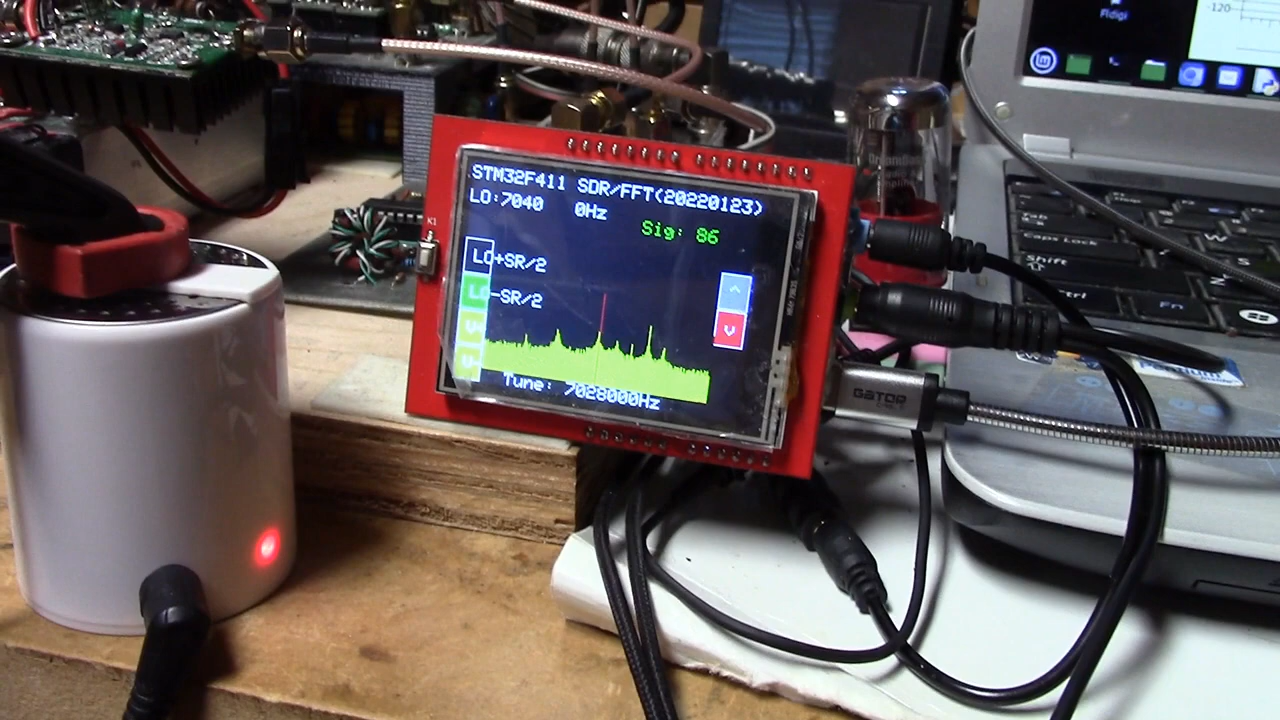 STM32F411 SDR/FFT(20220123)
LO:7040   0Hz
Sig: 86
LO+SR/2
LO-SR/2
Tune: 7028000Hz
K1
Fldigi
-120
Caps Lock
Shift
Ctrl
Fn